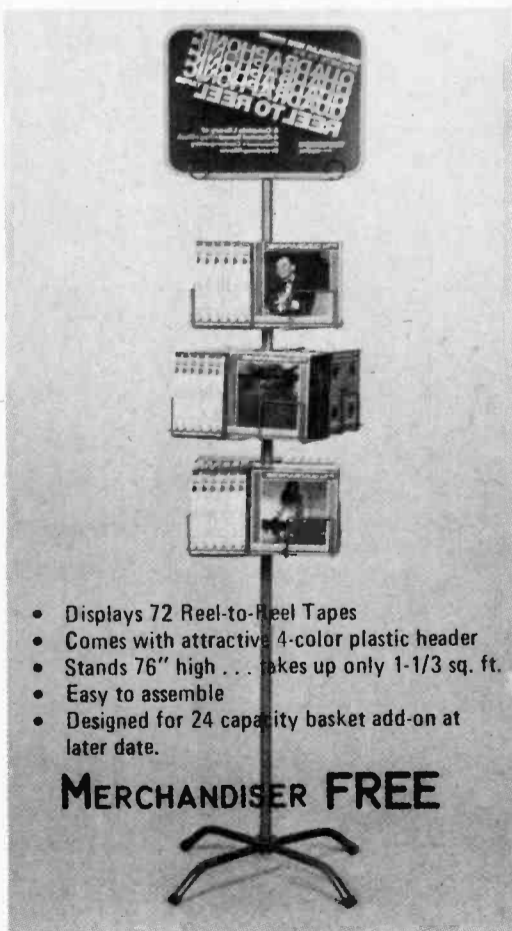 QUADRAPHONIC
QUADRAPHONIC
QUADRAPHONIC
REEL TO REEL
• Displays 72 Reel-to-Reel Tapes
• Comes with attractive 4-color plastic header
• Stands 76" high . . . takes up only 1-1/3 sq. ft.
• Easy to assemble
• Designed for 24 capacity basket add-on at
later date.
MERCHANDISER FREE